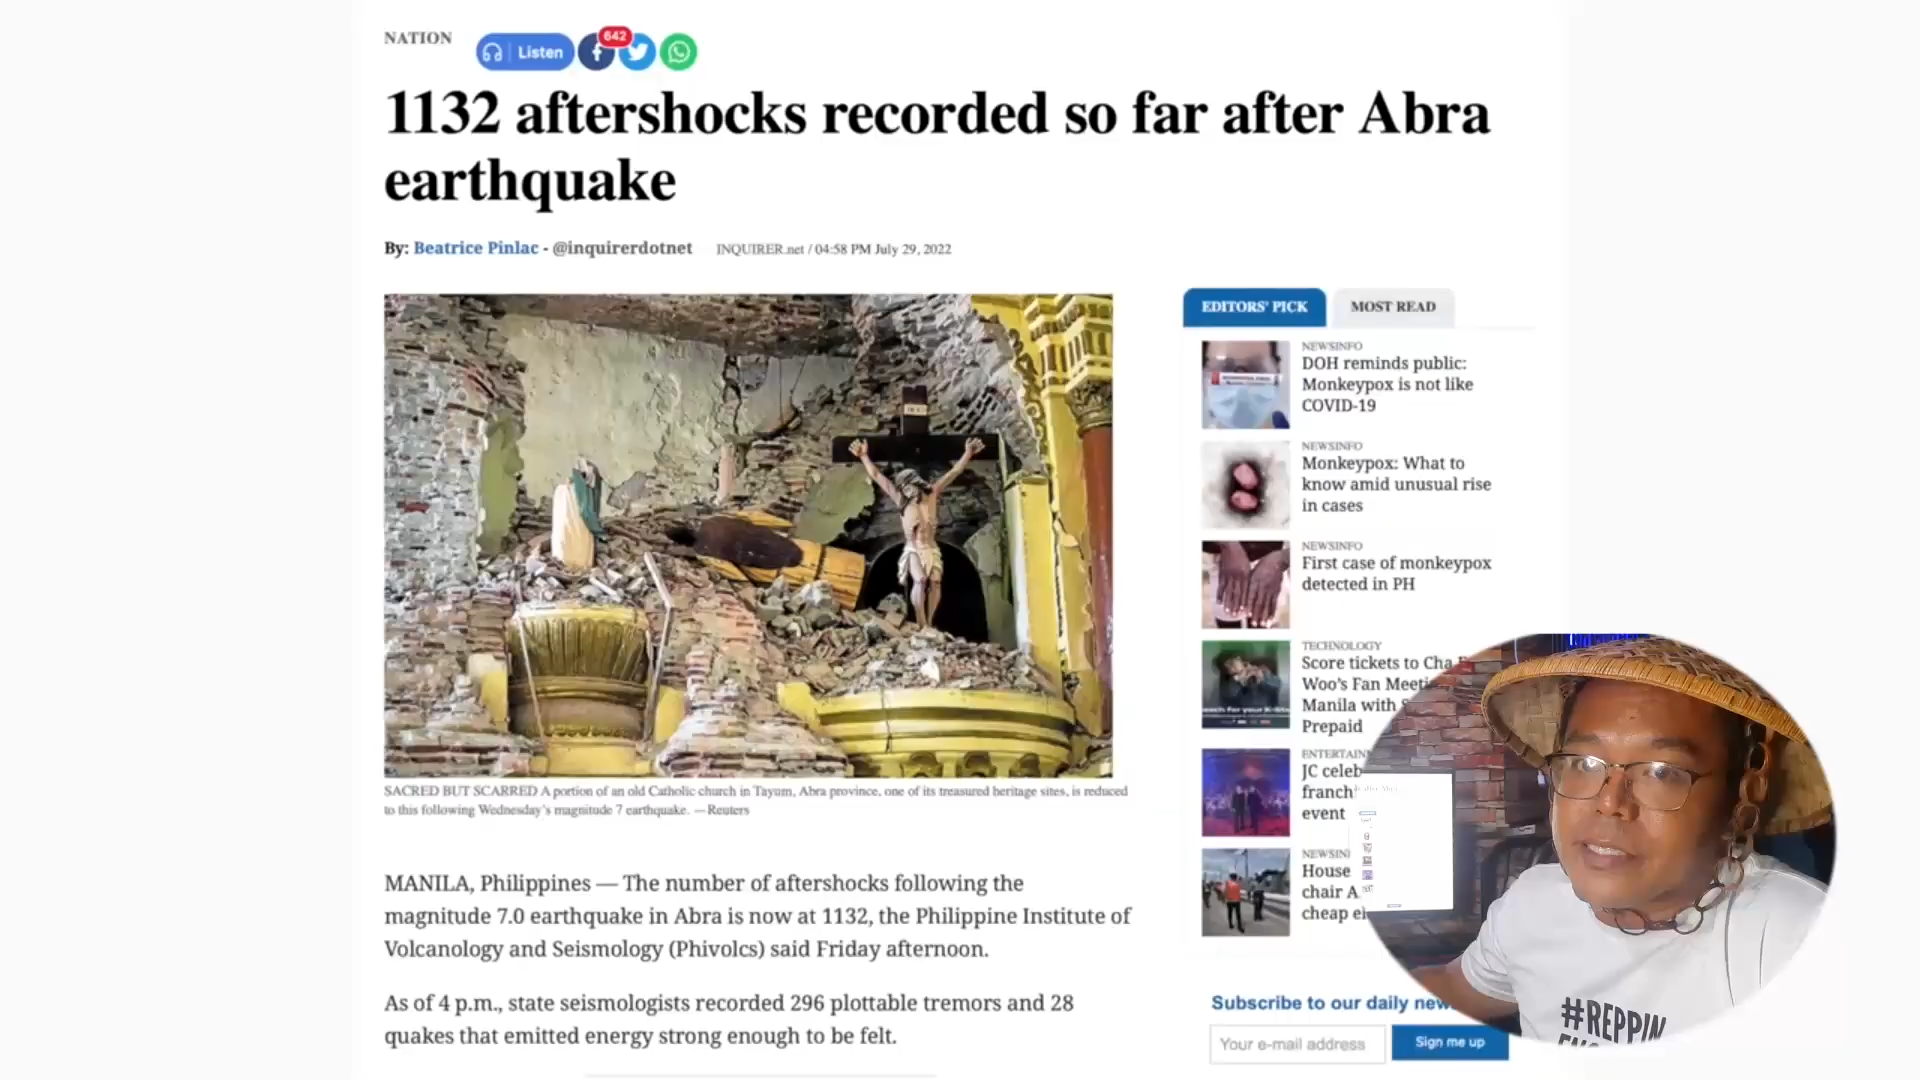 NATION
Listen
642
1132 aftershocks recorded so far after Abra
earthquake
By: Beatrice Pinlac - @inquirerdotnet INQUIRER.net / 04:58 PM July 29, 2022
SACRED BUT SCARRED A portion of an old Catholic church in Tayum, Abra province, one of its treasured heritage sites, is reduced
to this following Wednesday's magnitude 7 earthquake. —Reuters
MANILA, Philippines — The number of aftershocks following the
magnitude 7.0 earthquake in Abra is now at 1132, the Philippine Institute of
Volcanology and Seismology (Phivolcs) said Friday afternoon.
As of 4 p.m., state seismologists recorded 296 plottable tremors and 28
quakes that emitted energy strong enough to be felt.
EDITORS' PICK
MOST READ
NEWSINFO
DOH reminds public:
Monkeypox is not like
COVID-19
NEWSINFO
Monkeypox: What to
know amid unusual rise
in cases
NEWSINFO
First case of monkeypox
detected in PH
TECHNOLOGY
Score tickets to Cha
Woo's Fan
Manila with
Prepaid
JC
event
House
chair
cheap
Subscribe to our daily
Your e-mail address
Sign me up
#REPPIN